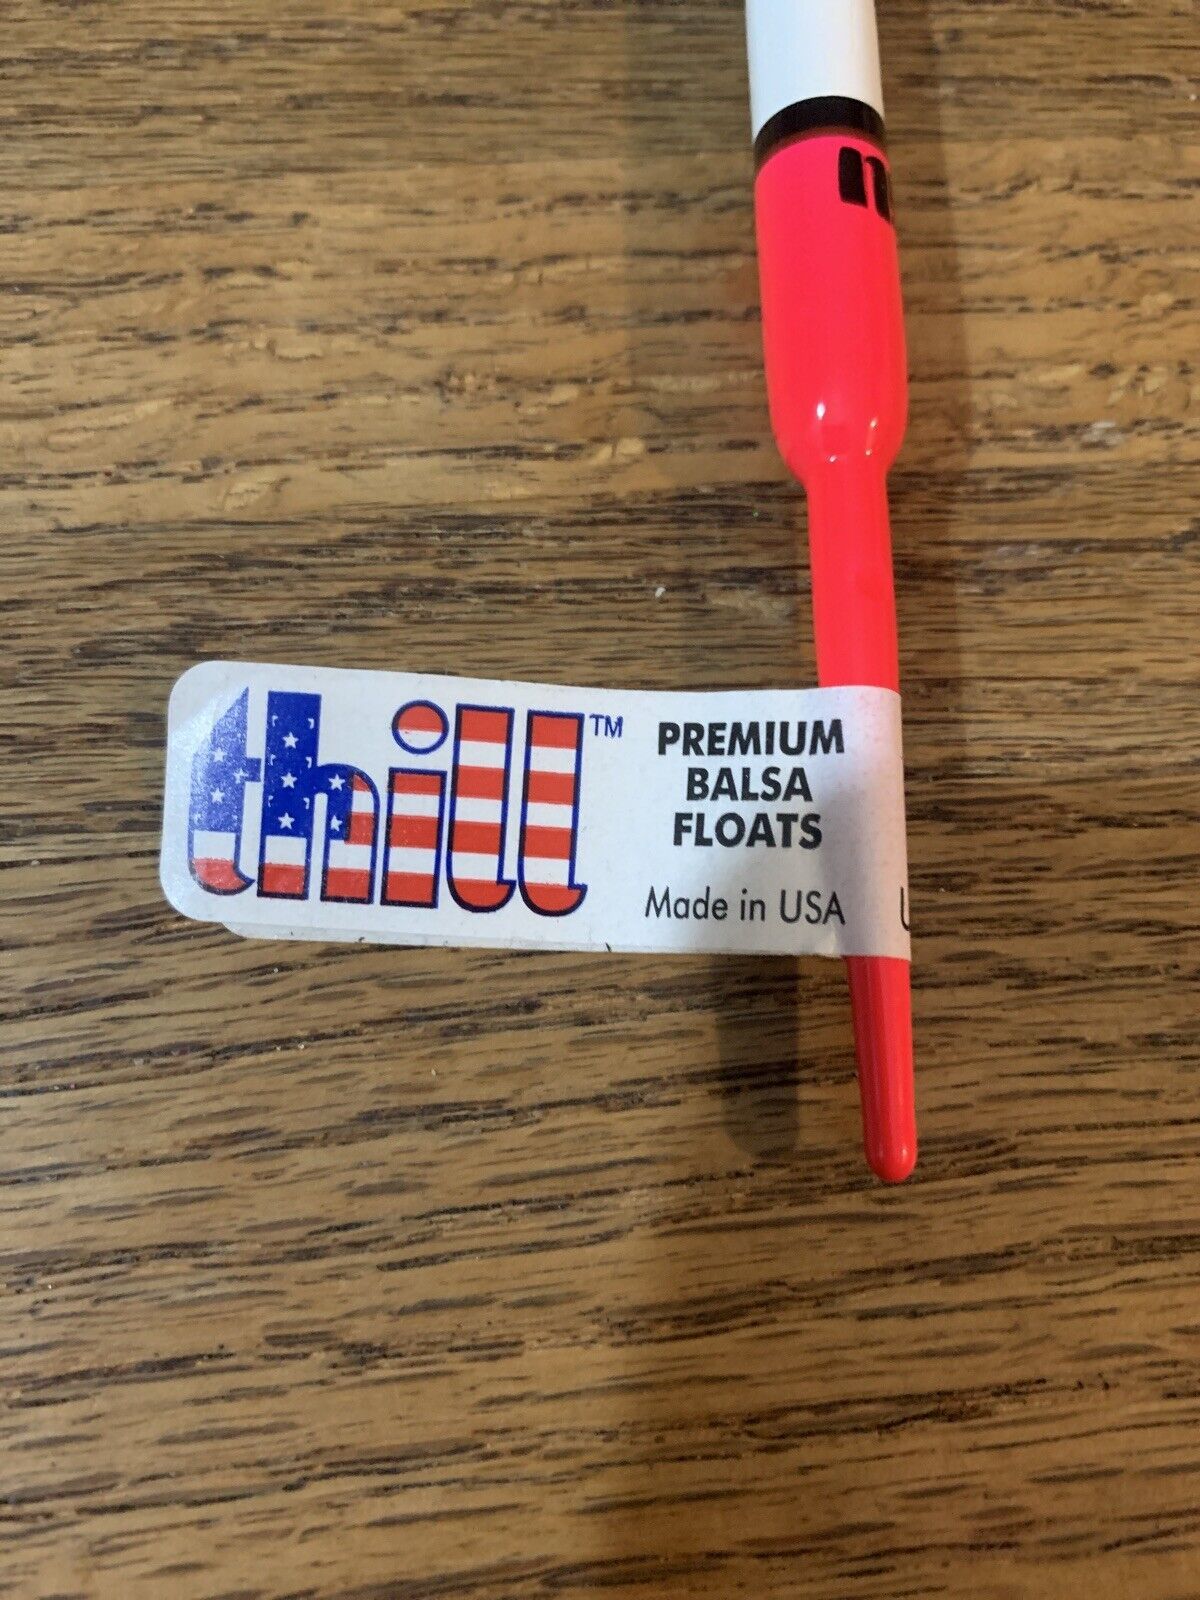 thill™
PREMIUM
BALSA
FLOATS
Made in USA